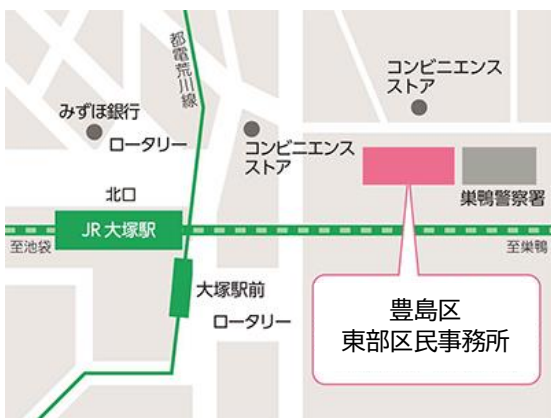 都電荒川線
コンビニエンス
ストア
みずほ銀行
ロータリー
コンビニエンス
ストア
北口
巣鴨警察署
JR大塚駅
至池袋
至巣鴨
大塚駅前
ロータリー
豊島区
東部区民事務所